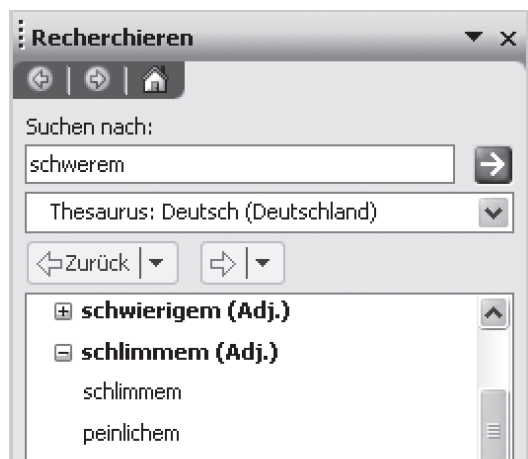 Recherchieren
Suchen nach:
schwerem
Thesaurus: Deutsch (Deutschland)
Zurück
schwierigem (Adj.)
schlimmem (Adj.)
schlimmem
peinlichem